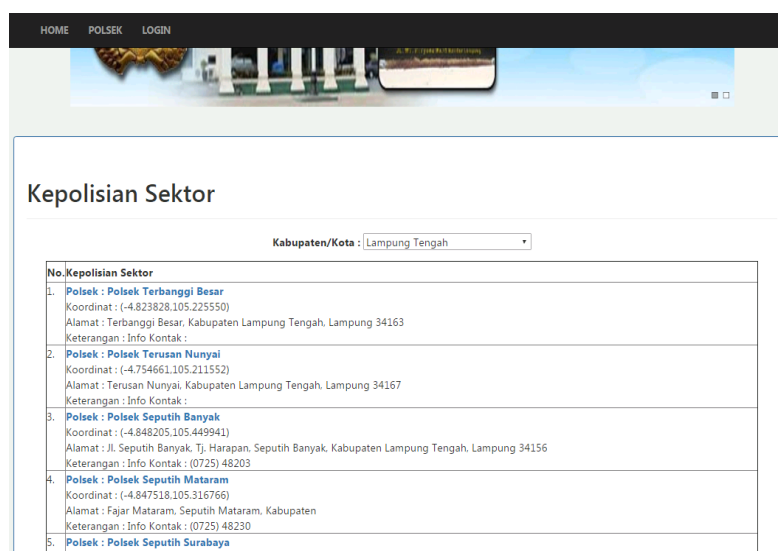 HOME POLSEK LOGIN
Kepolisian Sektor
Kabupaten/Kota : Lampung Tengah
No. Kepolisian Sektor
1. Polsek : Polsek Terbanggi Besar
Koordinat : (-4.823828,105.225550)
Alamat : Terbanggi Besar, Kabupaten Lampung Tengah, Lampung 34163
Keterangan : Info Kontak :
2. Polsek : Polsek Terusan Nunyai
Koordinat : (-4.754661,105.211552)
Alamat : Terusan Nunyai, Kabupaten Lampung Tengah, Lampung 34167
Keterangan : Info Kontak :
3. Polsek : Polsek Seputih Banyak
Koordinat : (-4.848205,105.449941)
Alamat : Jl. Seputih Banyak, Tj. Harapan, Seputih Banyak, Kabupaten Lampung Tengah, Lampung 34156
Keterangan : Info Kontak : (0725) 48203
4. Polsek : Polsek Seputih Mataram
Koordinat : (-4.847518,105.316766)
Alamat : Fajar Mataram, Seputih Mataram, Kabupaten
Keterangan : Info Kontak : (0725) 48230
5. Polsek : Polsek Seputih Surabaya